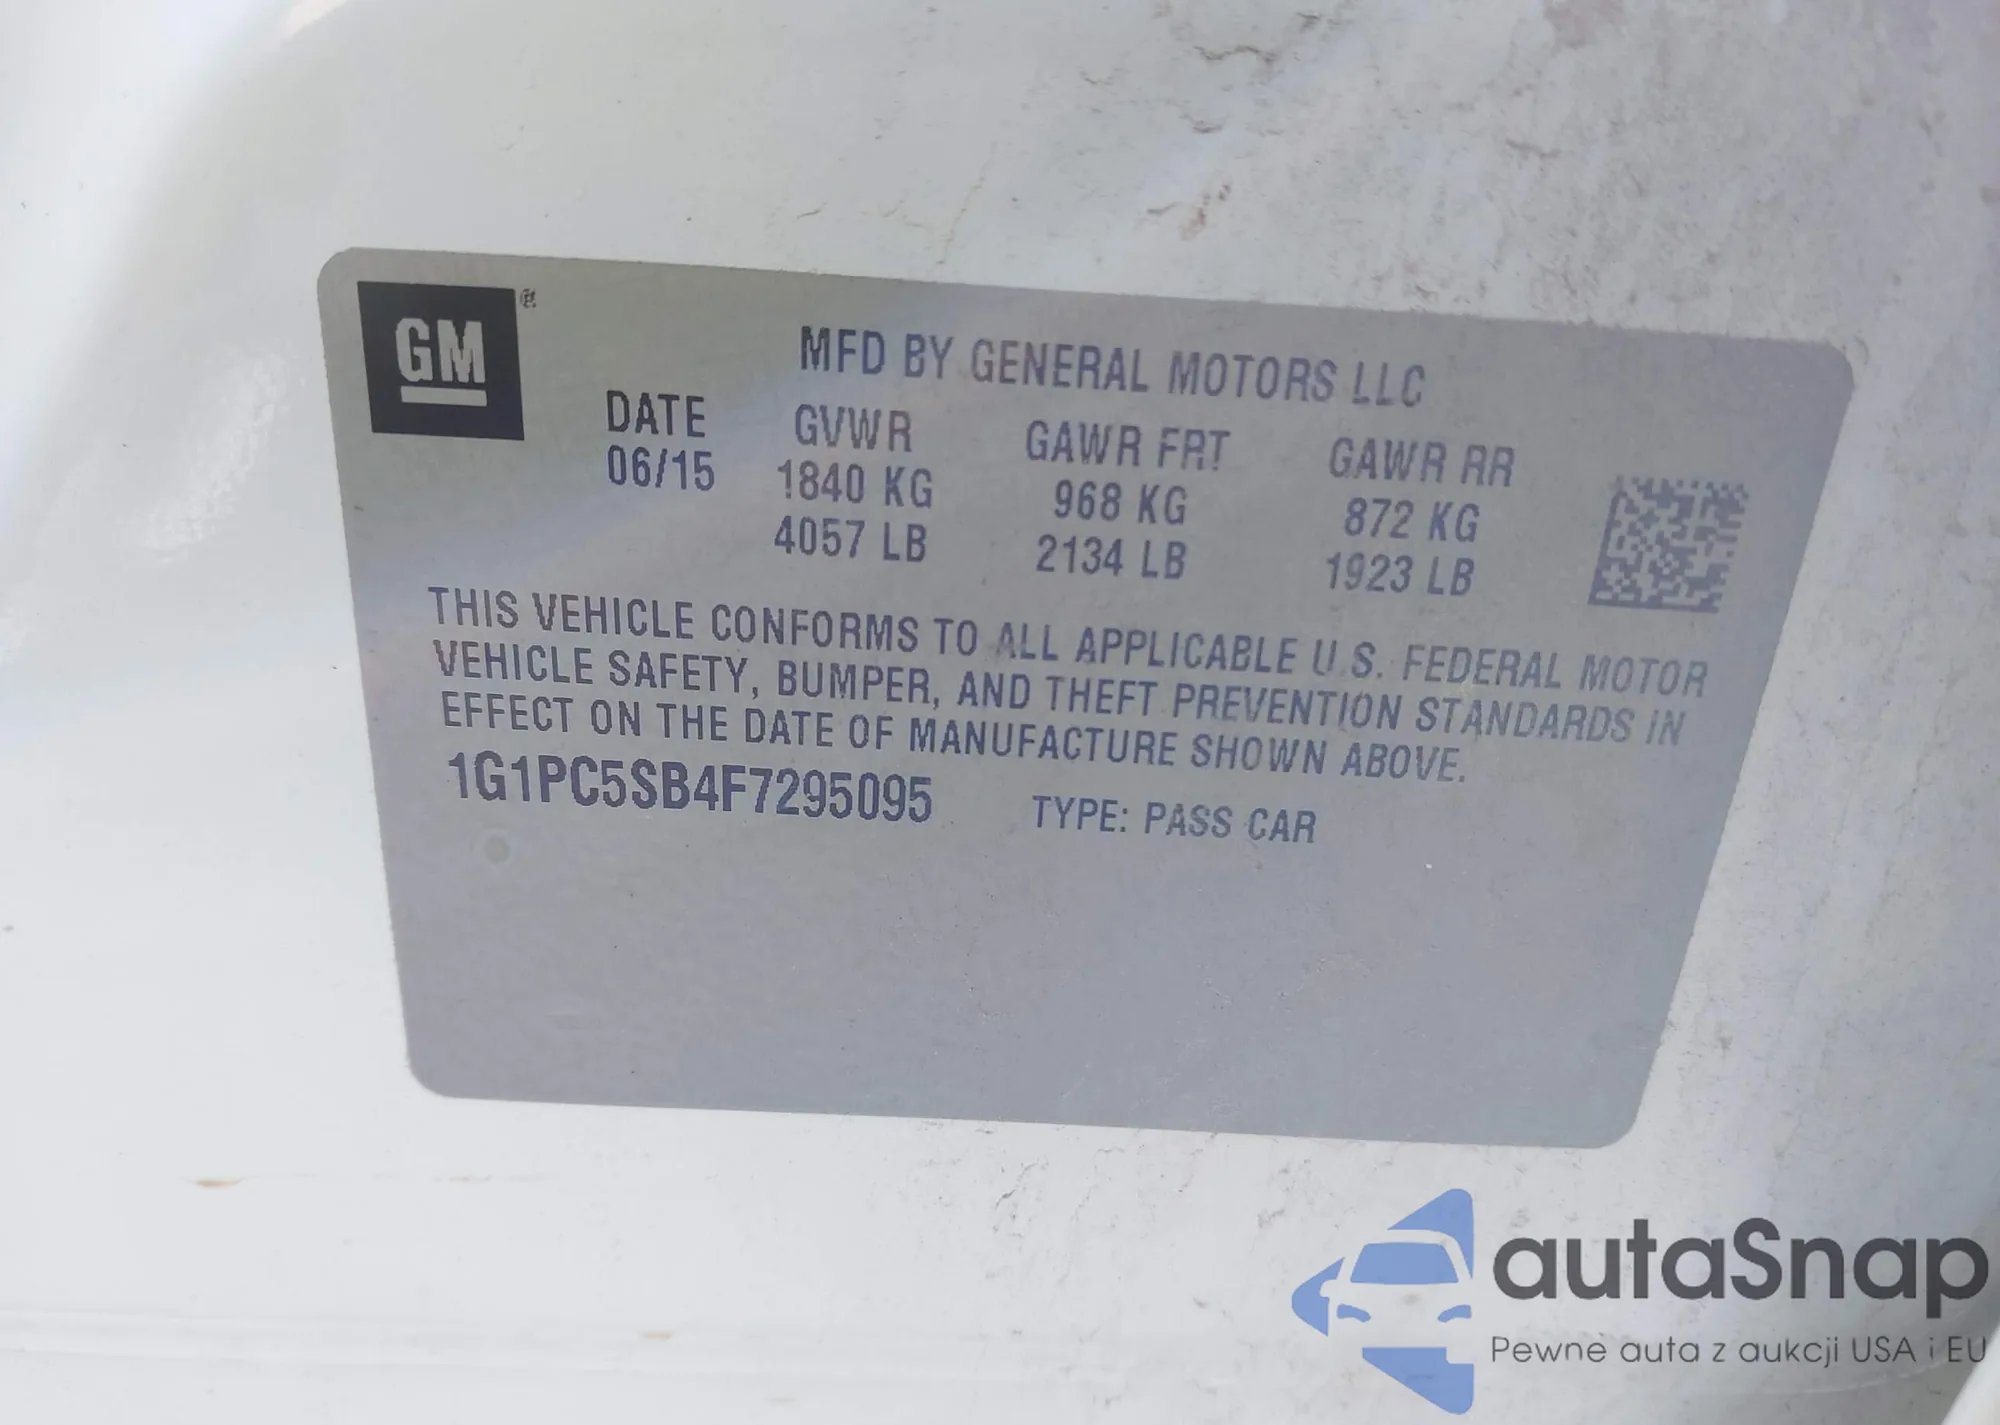 GM ®
MFD BY GENERAL MOTORS LLC
DATE GVWR GAWR FRT GAWR RR
06/15 1840 KG 968 KG 872 KG
4057 LB 2134 LB 1923 LB
THIS VEHICLE CONFORMS TO ALL APPLICABLE U.S. FEDERAL MOTOR
VEHICLE SAFETY, BUMPER, AND THEFT PREVENTION STANDARDS IN
EFFECT ON THE DATE OF MANUFACTURE SHOWN ABOVE.
1G1PC5SB4F7295095 TYPE: PASS CAR
autaSnap
Pewne auta z aukcji USA i EU